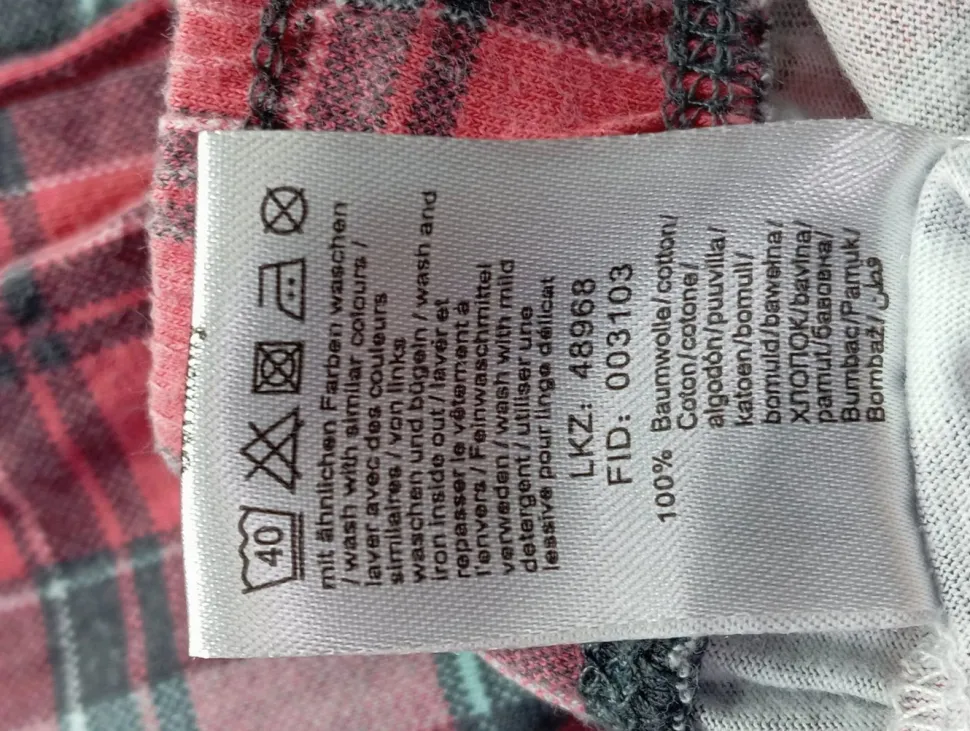 40
mit ähnlichen Farben waschen
/ wash with similar colours /
laver avec des couleurs
similaires / von links
waschen und bügeln / wash and
iron inside out / laver et
repasser le vêtement à
l'envers / Feinwaschmittel
verwenden / wash with mild
detergent / utiliser une
lessive pour linge délicat
LKZ: 48968
FID: 003103
100% Baumwolle/cotton/
Coton/cotone/
algodón/puuvilla/
katoen/bomull/
bomuld/bawełna/
хлопок/bavlna/
pamut/бавовна/
Bumbac/Pamuk/
Bombaž/قطن/